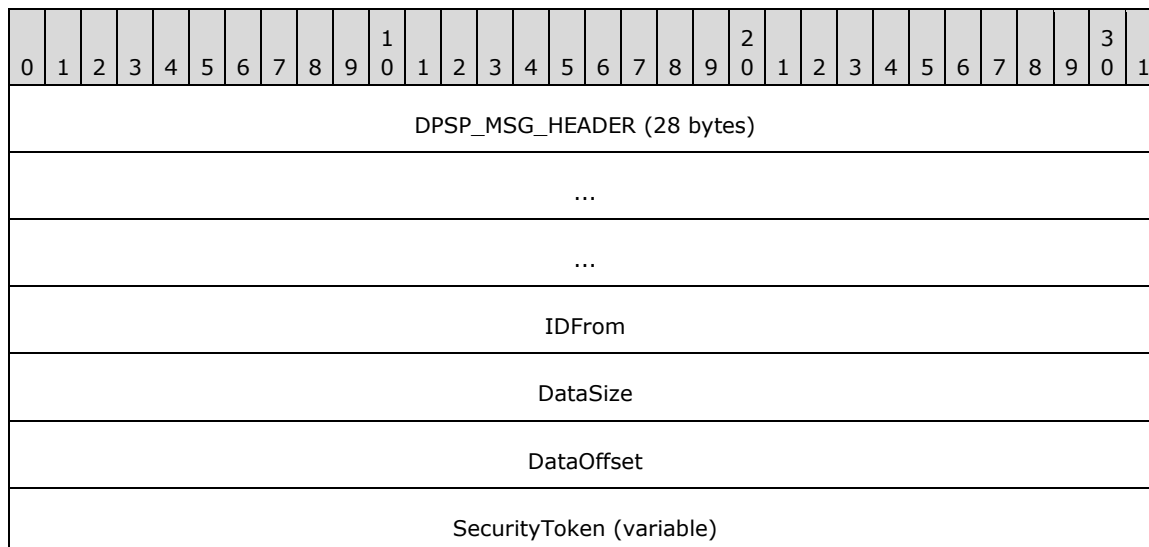 1 2 3
0 1 2 3 4 5 6 7 8 9 0 1 2 3 4 5 6 7 8 9 0 1 2 3 4 5 6 7 8 9 0 1
DPSP_MSG_HEADER (28 bytes)
...
...
IDFrom
DataSize
DataOffset
SecurityToken (variable)